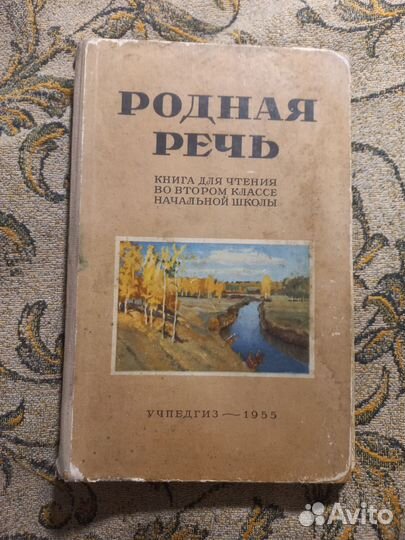 РОДНАЯ
РЕЧЬ
КНИГА ДЛЯ ЧТЕНИЯ
ВО ВТОРОМ КЛАССЕ
НАЧАЛЬНОЙ ШКОЛЫ
УЧПЕДГИЗ — 1955
Avito